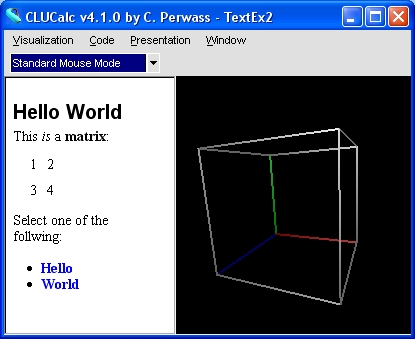 CLUCalc v4.1.0 by C. Perwass - TextEx2
Visualization Code Presentation Window
Standard Mouse Mode
Hello World
This is a matrix:
1 2
3 4
Select one of the
follwing:
• Hello
• World